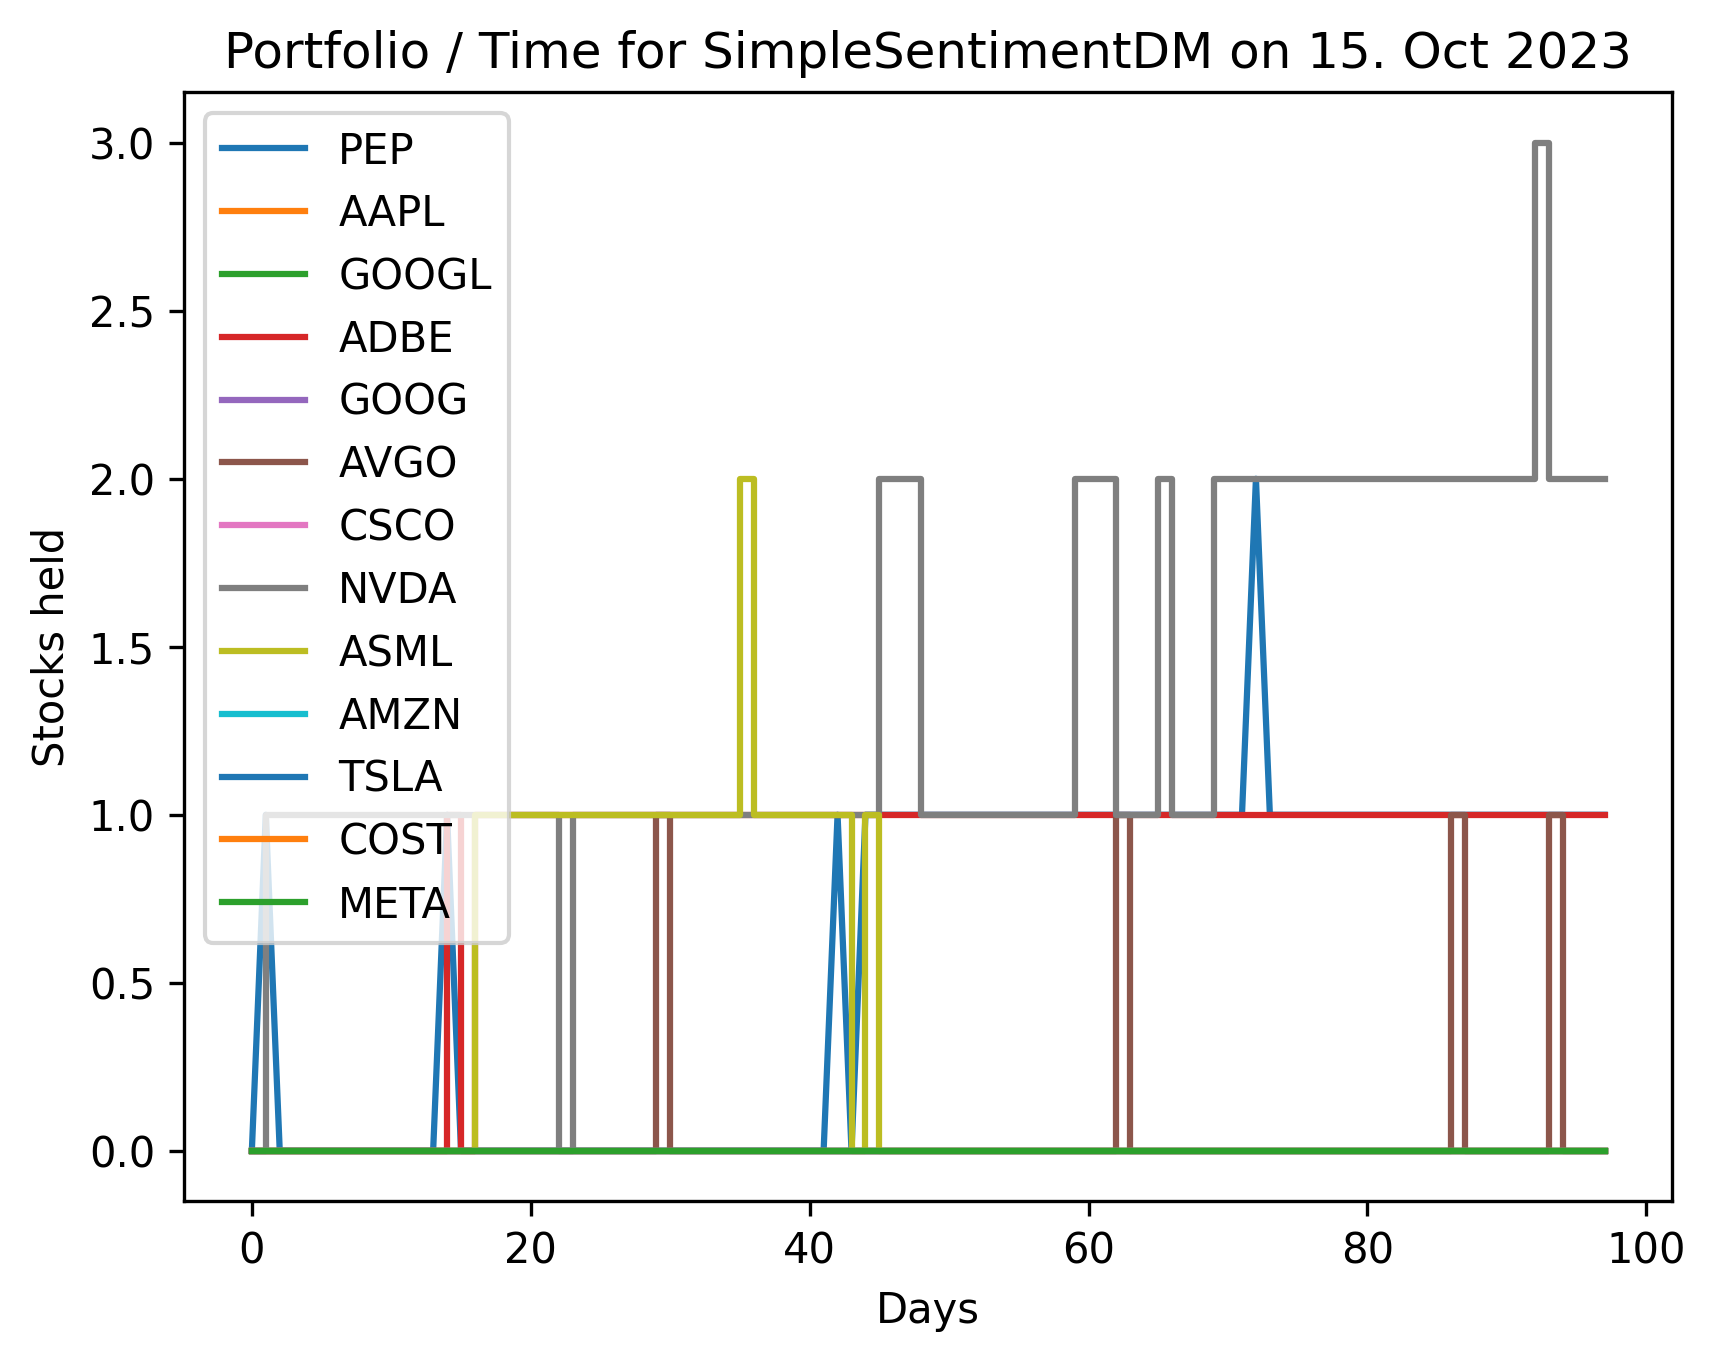 Portfolio / Time for SimpleSentimentDM on 15. Oct 2023
3.0
2.5
2.0
1.5
1.0
0.5
0.0
Stocks held
PEP
AAPL
GOOGL
ADBE
GOOG
AVGO
CSCO
NVDA
ASML
AMZN
TSLA
COST
META
0 20 40 60 80 100
Days